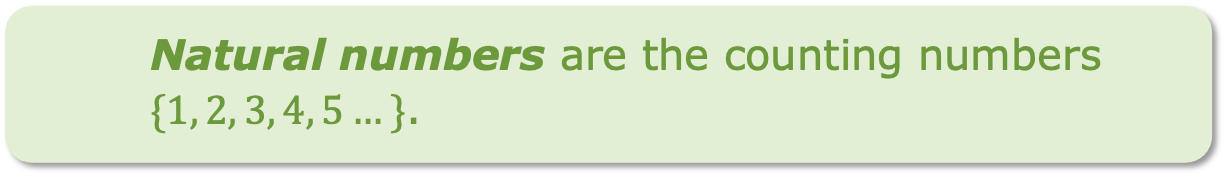 Natural numbers are the counting numbers
{1, 2, 3, 4, 5 … }.